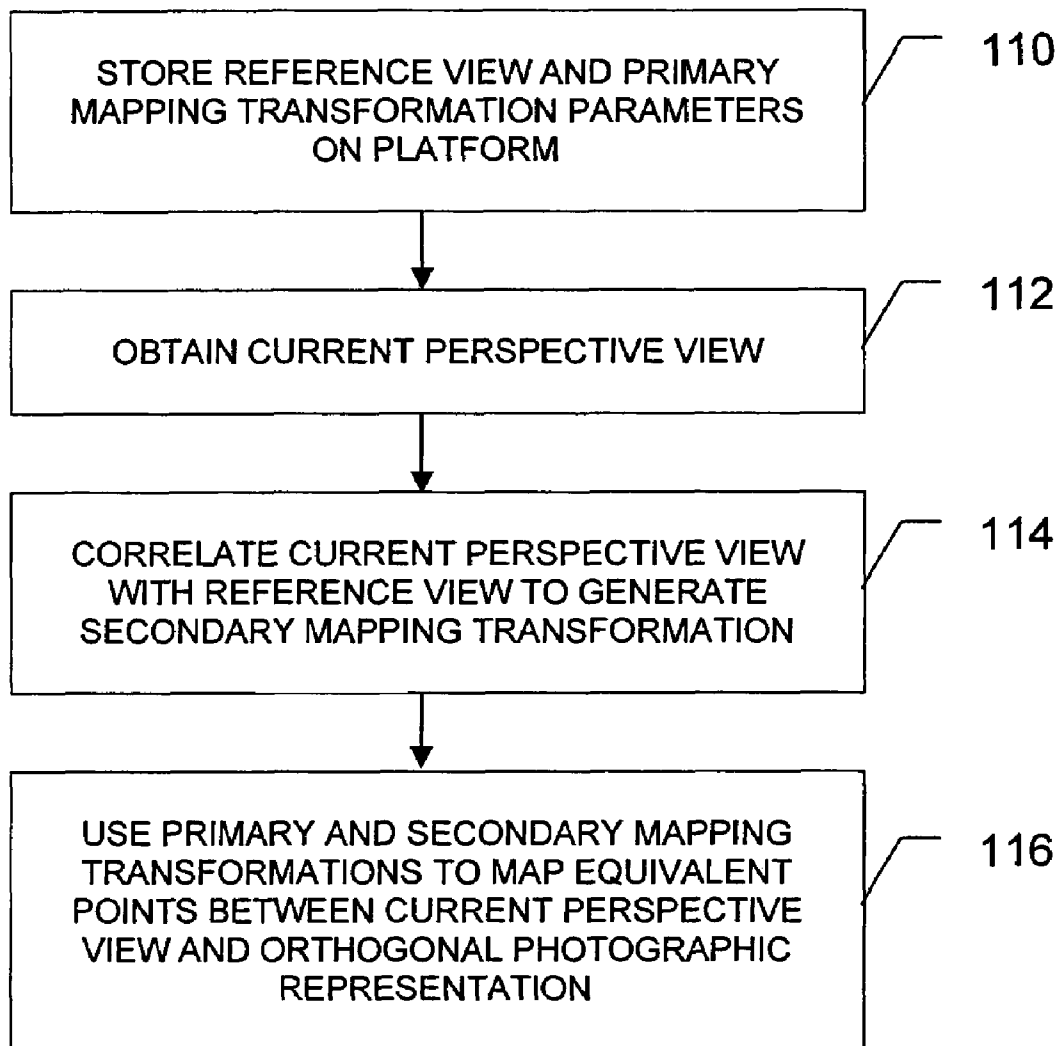 STORE REFERENCE VIEW AND PRIMARY
MAPPING TRANSFORMATION PARAMETERS
ON PLATFORM
110
OBTAIN CURRENT PERSPECTIVE VIEW
112
CORRELATE CURRENT PERSPECTIVE VIEW
WITH REFERENCE VIEW TO GENERATE
SECONDARY MAPPING TRANSFORMATION
114
USE PRIMARY AND SECONDARY MAPPING
TRANSFORMATIONS TO MAP EQUIVALENT
POINTS BETWEEN CURRENT PERSPECTIVE
VIEW AND ORTHOGONAL PHOTOGRAPHIC
REPRESENTATION
116